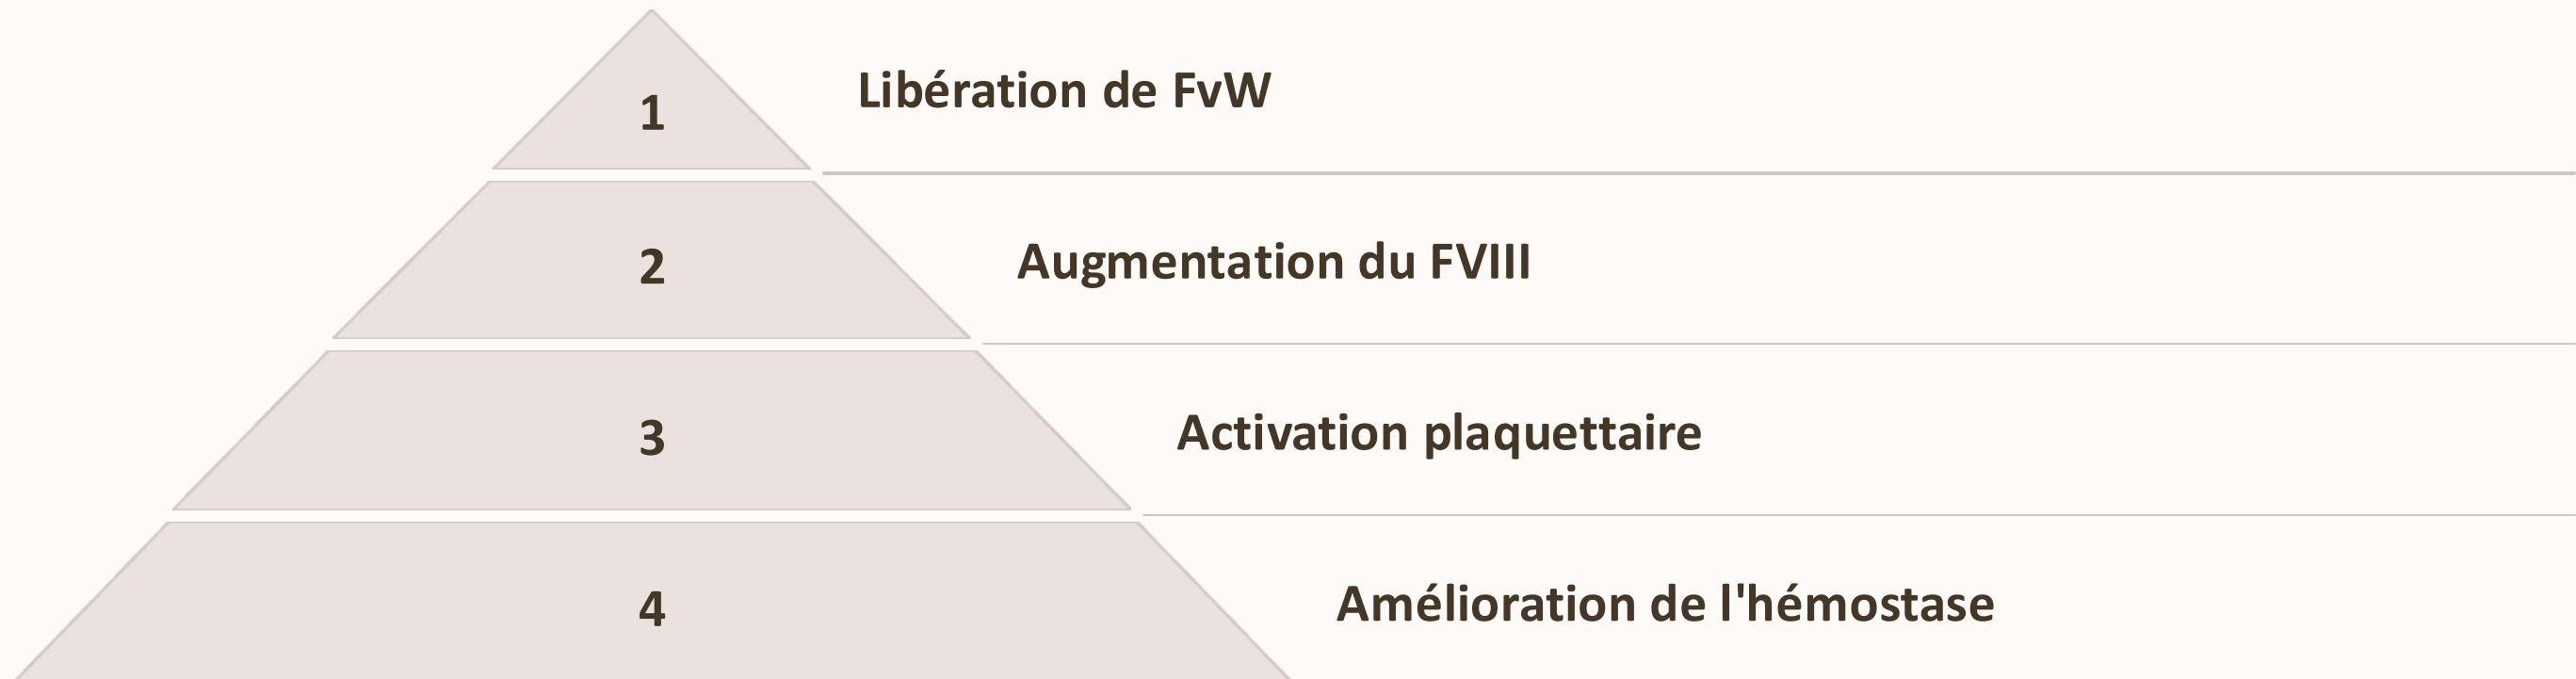 1
Libération de FvW
2
Augmentation du FVIII
3
Activation plaquettaire
4
Amélioration de l'hémostase